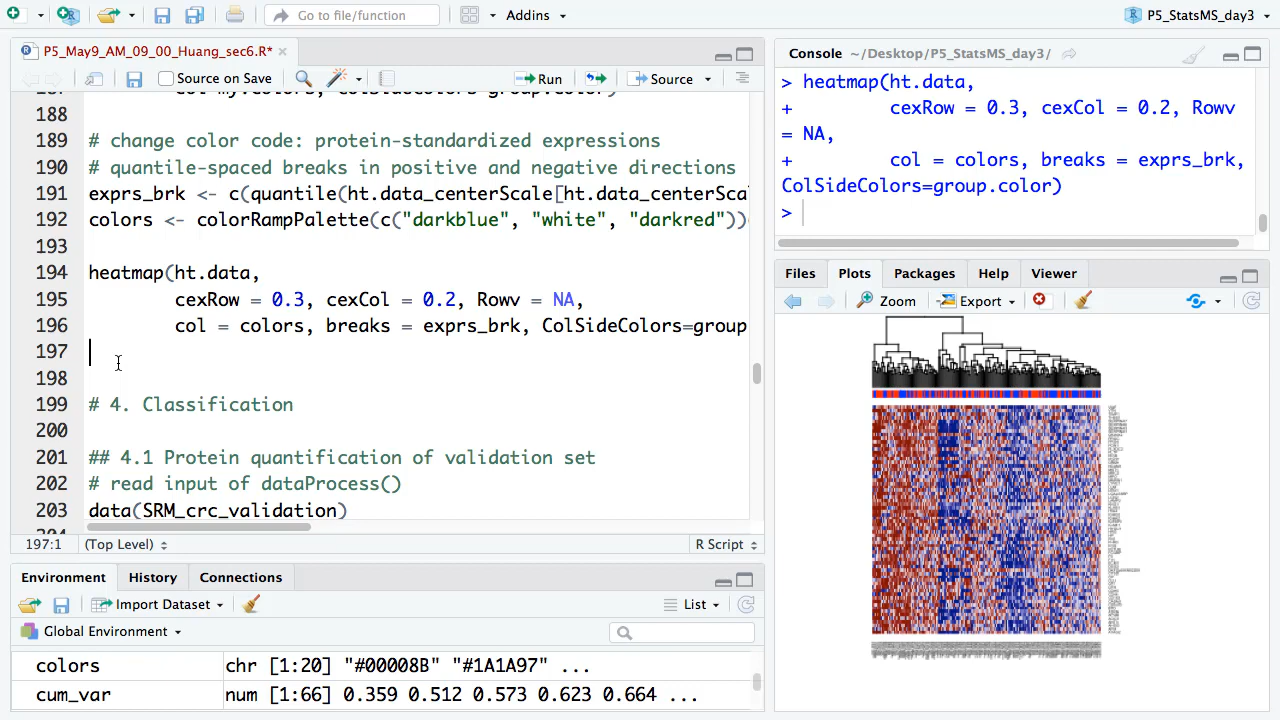 Go to file/function
Addins
P5_StatsMS_day3
P5_May9_AM_09_00_Huang_sec6.R*
Source on Save
Run
Source
188
189 # change color code: protein-standardized expressions
190 # quantile-spaced breaks in positive and negative directions
191 exprs_brk <- c(quantile(ht.data_centerScale[ht.data_centerSca
192 colors <- colorRampPalette(c("darkblue", "white", "darkred"))
193
194 heatmap(ht.data,
195 cexRow = 0.3, cexCol = 0.2, Rowv = NA,
196 col = colors, breaks = exprs_brk, ColSideColors=group
197
198
199 # 4. Classification
200
201 ## 4.1 Protein quantification of validation set
202 # read input of dataProcess()
203 data(SRM_crc_validation)
197:1 (Top Level) R Script
Environment History Connections
Import Dataset List
Global Environment
colors chr [1:20] "#00008B" "#1A1A97" ...
cum_var num [1:66] 0.359 0.512 0.573 0.623 0.664 ...
Console ~/Desktop/P5_StatsMS_day3/
> heatmap(ht.data,
+ cexRow = 0.3, cexCol = 0.2, Rowv
= NA,
+ col = colors, breaks = exprs_brk,
ColSideColors=group.color)
>
Files Plots Packages Help Viewer
Zoom Export